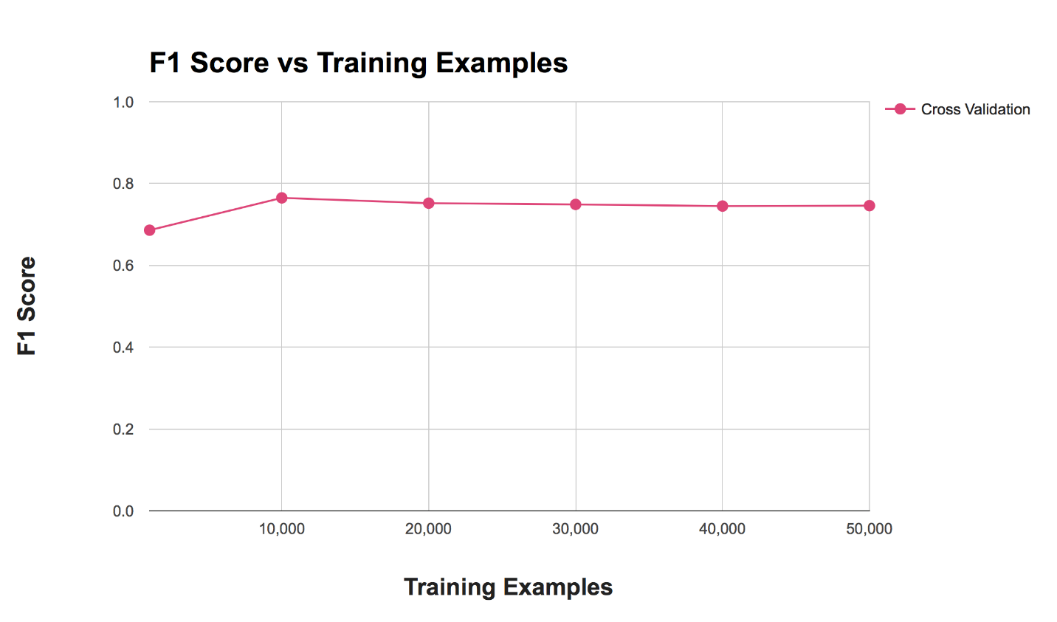 F1 Score vs Training Examples
1.0
0.8
0.6
0.4
0.2
0.0
F1 Score
10,000 20,000 30,000 40,000 50,000
Training Examples
Cross Validation